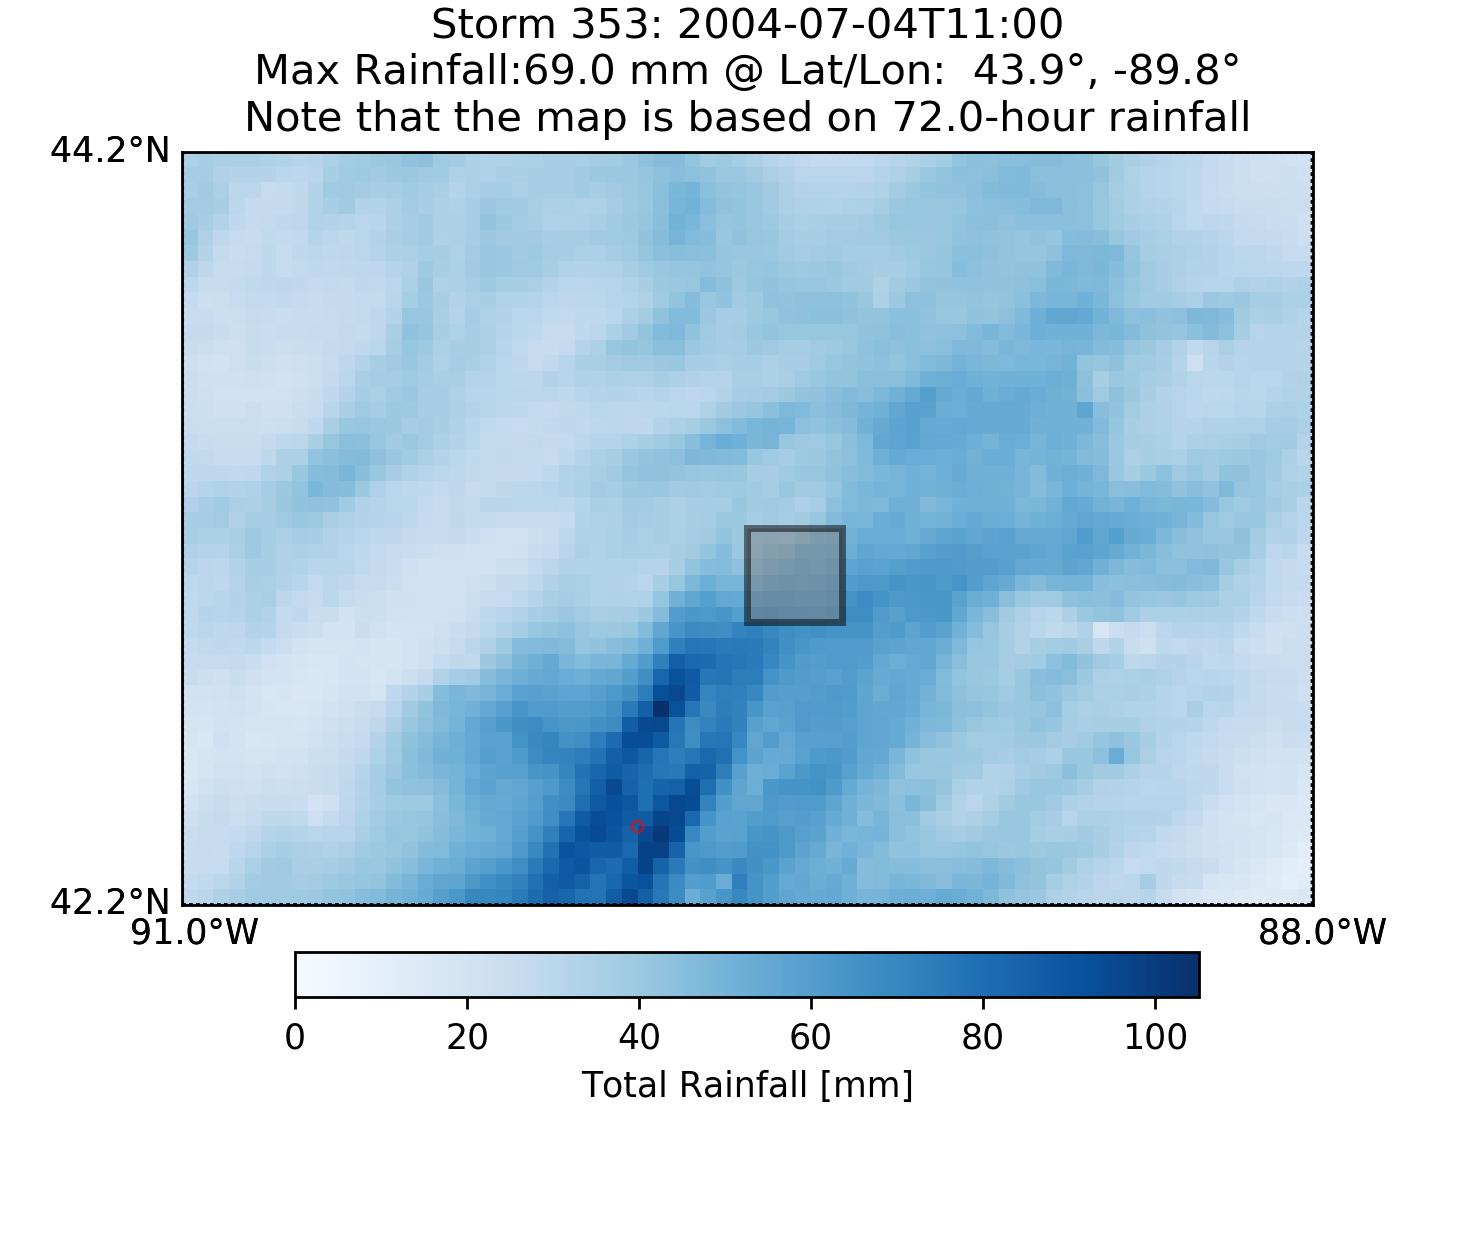 Storm 353: 2004-07-04T11:00
Max Rainfall:69.0 mm @ Lat/Lon:  43.9°, -89.8°
Note that the map is based on 72.0-hour rainfall
44.2°N
42.2°N
91.0°W 88.0°W
0 20 40 60 80 100
Total Rainfall [mm]